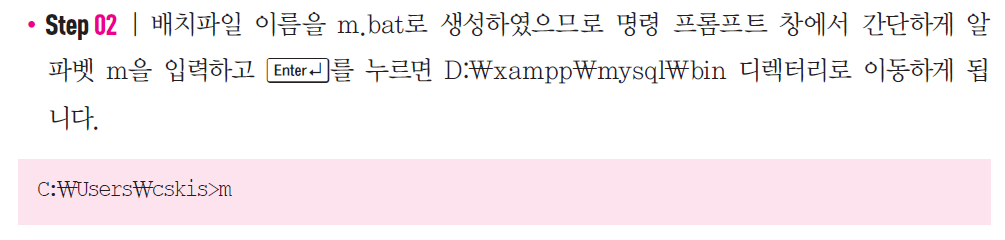 • Step 02 | 배치파일 이름을 m.bat로 생성하였으므로 명령 프롬프트 창에서 간단하게 알
파벳 m을 입력하고 Enter↵를 누르면 D:₩xampp₩mysql₩bin 디렉터리로 이동하게 됩
니다.
C:₩Users₩cskis>m